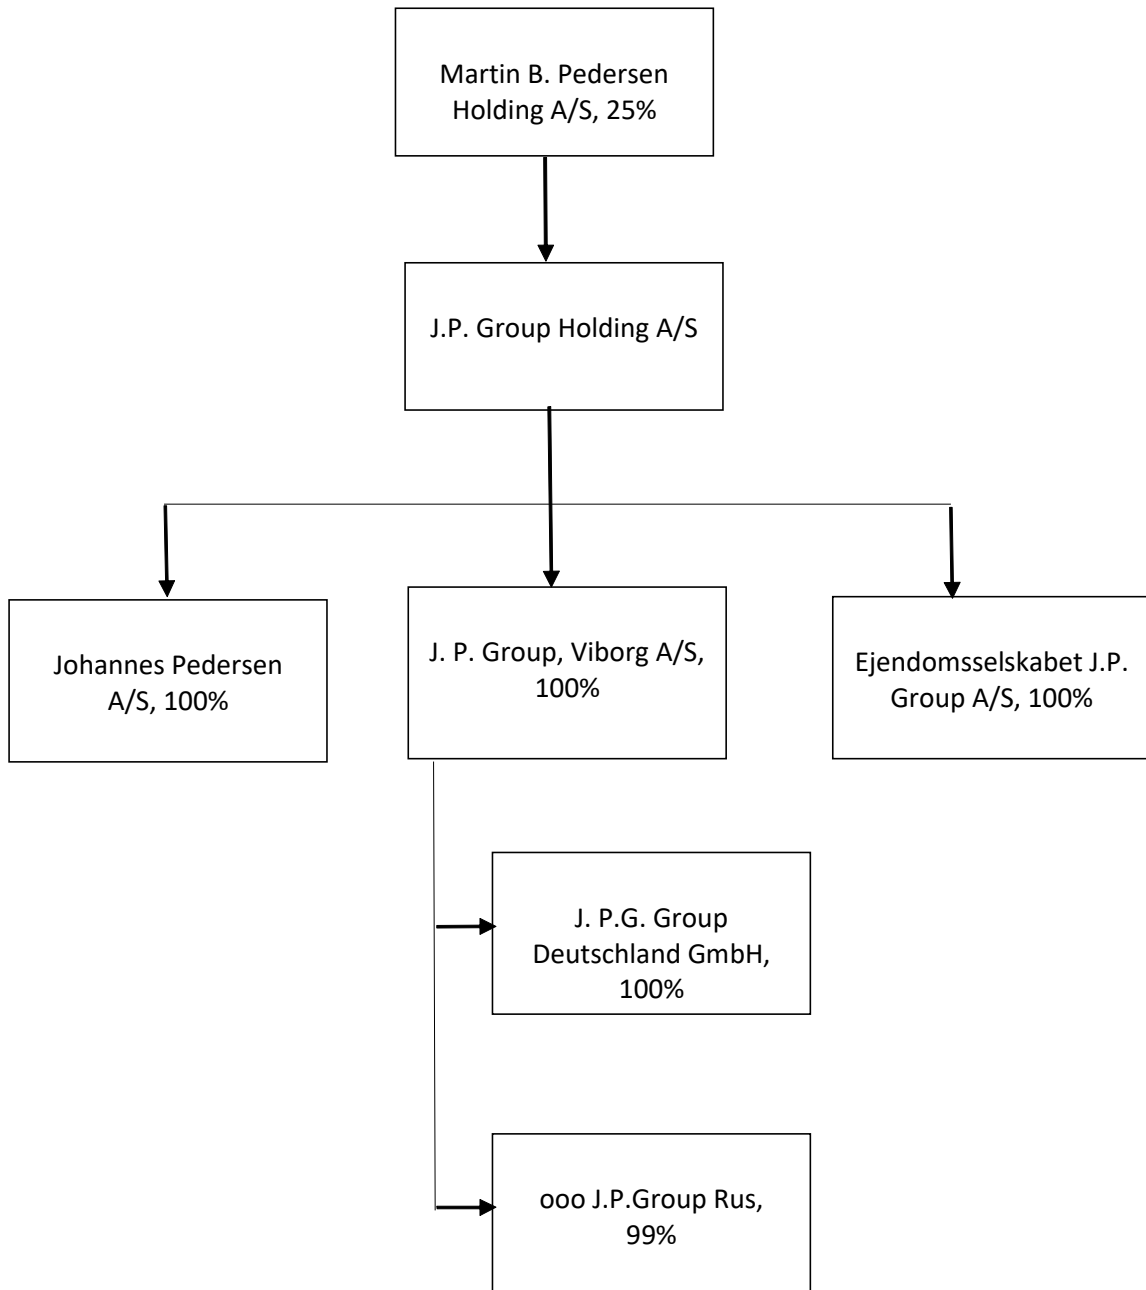 Martin B. Pedersen
Holding A/S, 25%
J.P. Group Holding A/S
Johannes Pedersen
A/S, 100%
J. P. Group, Viborg A/S,
100%
Ejendomsselskabet J.P.
Group A/S, 100%
J. P.G. Group
Deutschland GmbH,
100%
ooo J.P.Group Rus,
99%